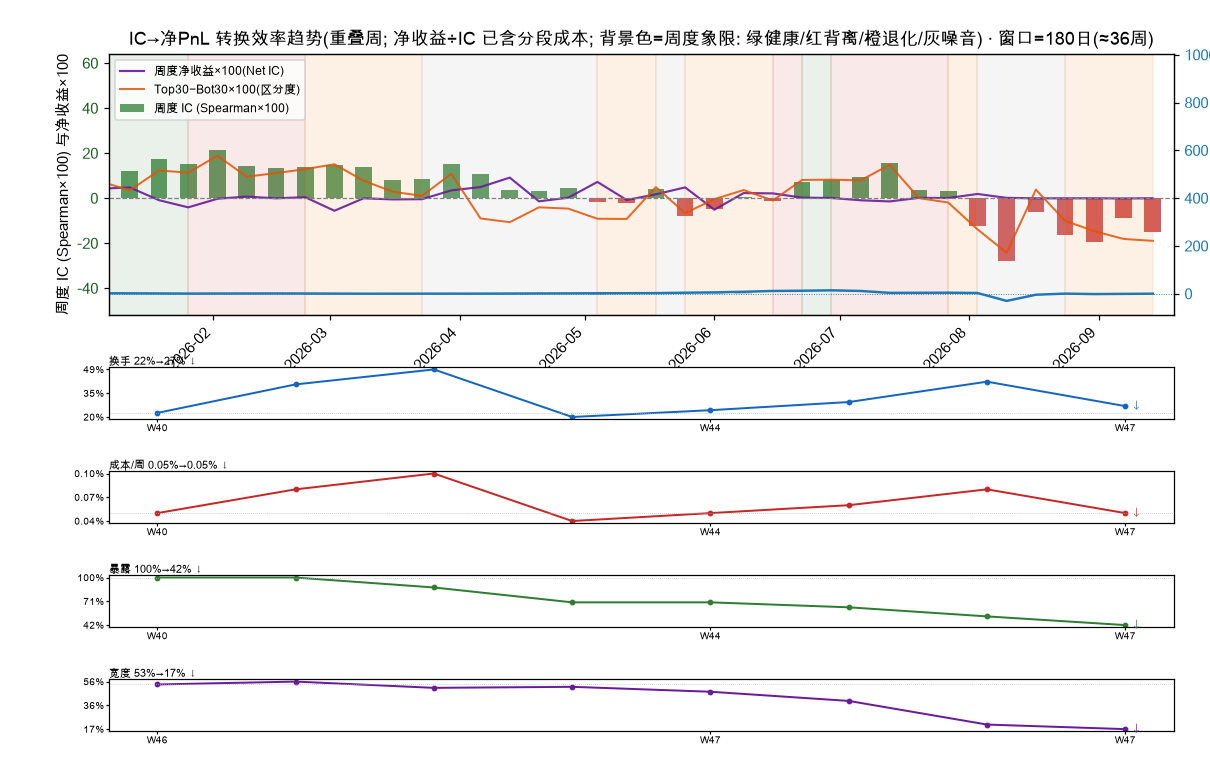 IC→净PnL 转换效率趋势(重叠周; 净收益÷IC 已含分段成本; 背景色=周度象限: 绿健康/红背离/橙退化/灰噪音) · 窗口=180日(≈36周)
周度 IC (Spearman×100) 与净收益×100
60
40
20
0
-20
-40
周度净收益×100(Net IC)
Top30−Bot30×100(区分度)
周度 IC (Spearman×100)
1000
800
600
400
200
0
2026-02
2026-03
2026-04
2026-05
2026-06
2026-07
2026-08
2026-09
换手 22%→27% ↓
49%
35%
20%
↓
W40
W44
W47
成本/周 0.05%→0.05% ↓
0.10%
0.07%
0.04%
↓
W40
W44
W47
暴露 100%→42% ↓
100%
71%
42%
↓
W40
W44
W47
宽度 53%→17% ↓
56%
36%
17%
↓
W46
W47
W47